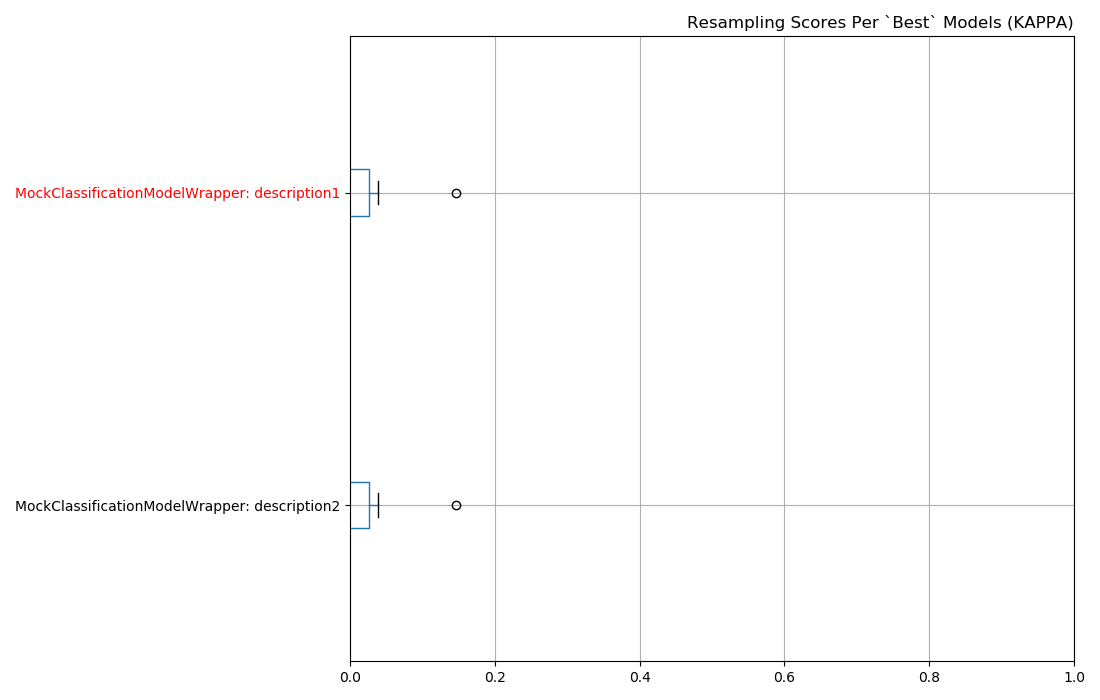 Resampling Scores Per `Best` Models (KAPPA)
MockClassificationModelWrapper: description1
MockClassificationModelWrapper: description2
0.0 0.2 0.4 0.6 0.8 1.0